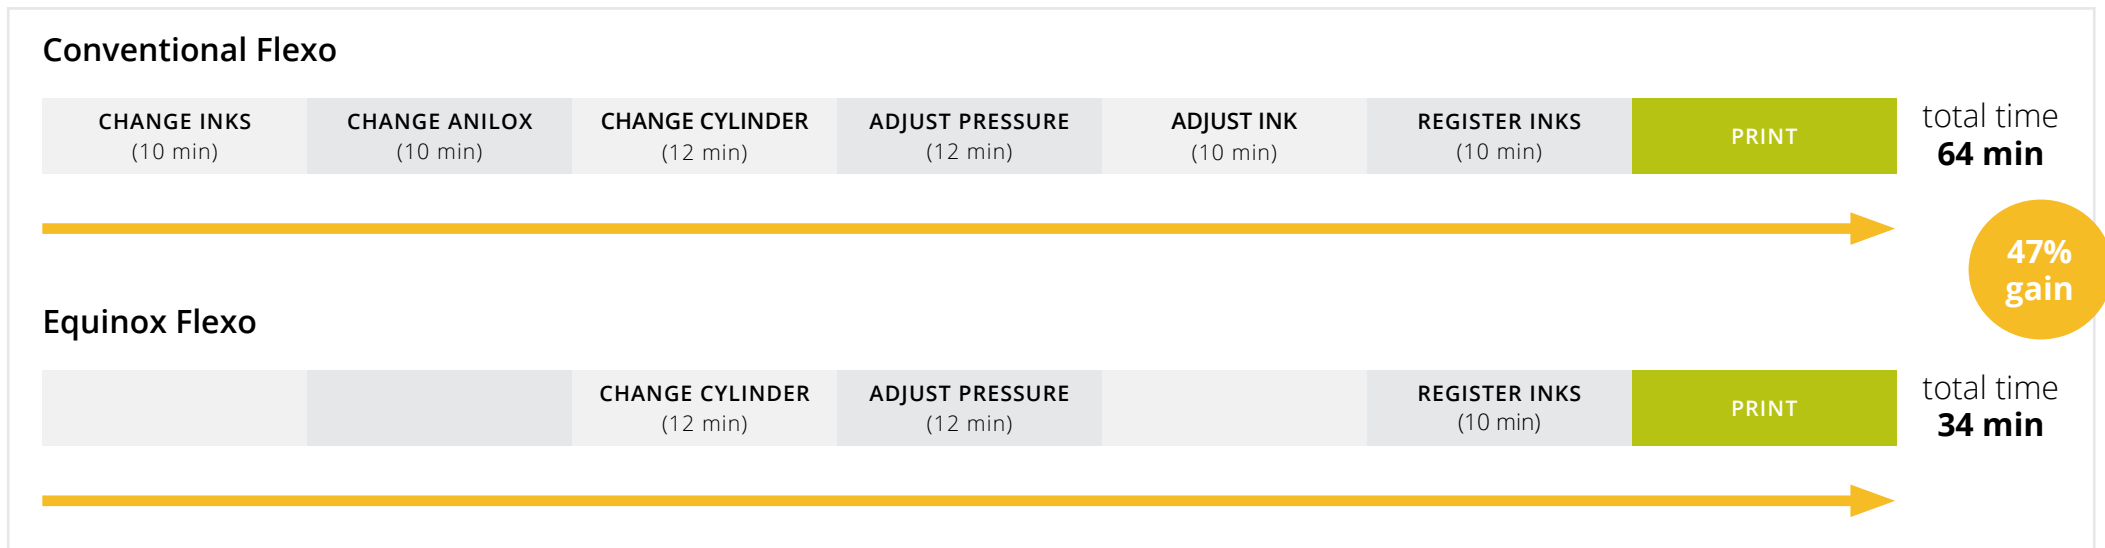 Conventional Flexo
CHANGE INKS
(10 min)
CHANGE ANILOX
(10 min)
CHANGE CYLINDER
(12 min)
ADJUST PRESSURE
(12 min)
ADJUST INK
(10 min)
REGISTER INKS
(10 min)
PRINT
total time
64 min
47%
gain
Equinox Flexo
CHANGE CYLINDER
(12 min)
ADJUST PRESSURE
(12 min)
REGISTER INKS
(10 min)
PRINT
total time
34 min